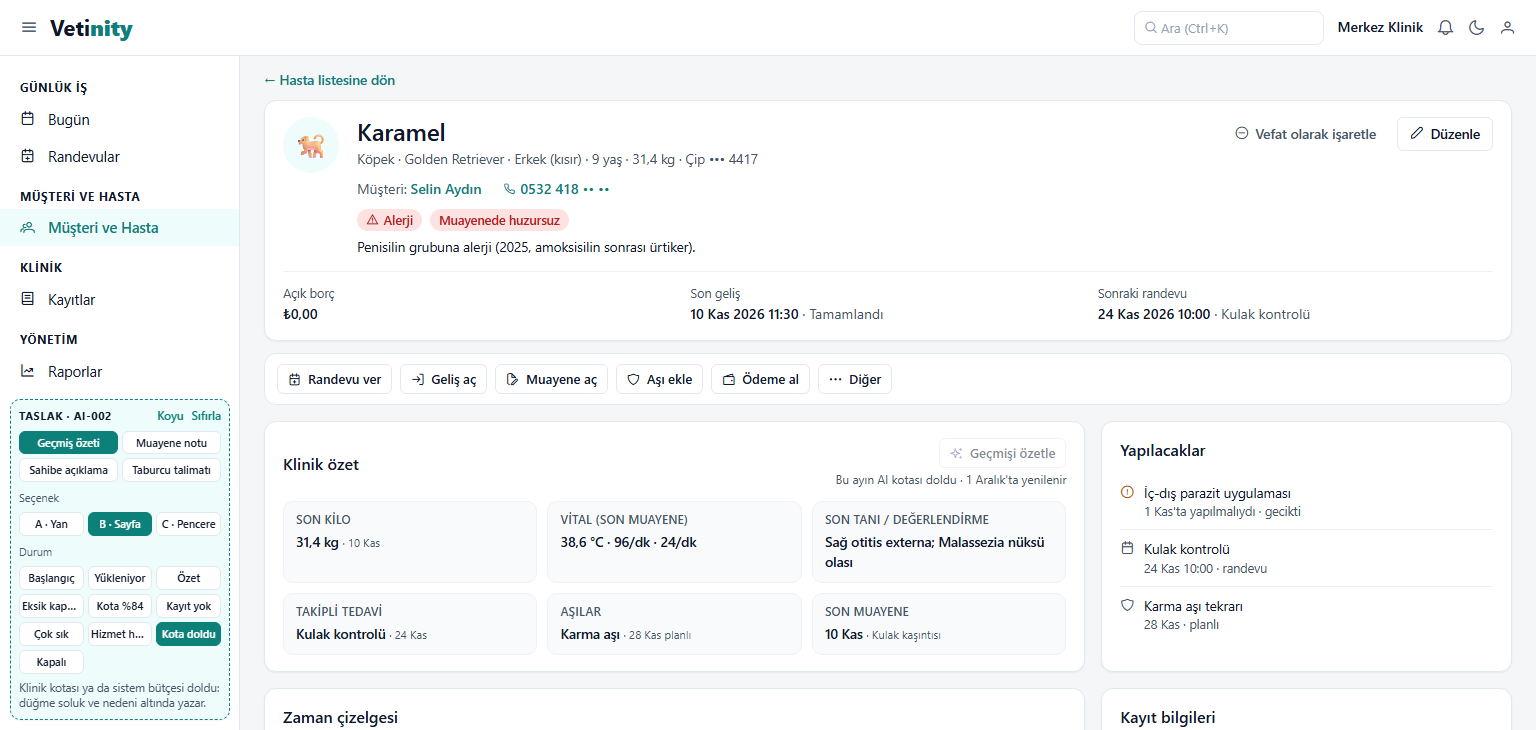 Vetinity
Ara (Ctrl+K)
Merkez Klinik
GÜNLÜK İŞ
Bugün
Randevular
MÜŞTERİ VE HASTA
Müşteri ve Hasta
KLİNİK
Kayıtlar
YÖNETİM
Raporlar
TASLAK · AI-002 Koyu Sıfırla
Geçmiş özeti Muayene notu
Sahibe açıklama Taburcu talimatı
Seçenek
A · Yan B · Sayfa C · Pencere
Durum
Başlangıç Yükleniyor Özet
Eksik kap... Kota %84 Kayıt yok
Çok sık Hizmet h... Kota doldu
Kapalı
Klinik kotası ya da sistem bütçesi doldu:
düğme soluk ve nedeni altında yazar.
← Hasta listesine dön
Karamel
Vefat olarak işaretle
Düzenle
Köpek · Golden Retriever · Erkek (kısır) · 9 yaş · 31,4 kg · Çip ••• 4417
Müşteri: Selin Aydın 0532 418 •• ••
Alerji Muayenede huzursuz
Penisilin grubuna alerji (2025, amoksisilin sonrası ürtiker).
Açık borç
₺0,00
Son geliş
10 Kas 2026 11:30 · Tamamlandı
Sonraki randevu
24 Kas 2026 10:00 · Kulak kontrolü
Randevu ver Geliş aç Muayene aç Aşı ekle Ödeme al ··· Diğer
Klinik özet
Geçmişi özetle
Bu ayın AI kotası doldu · 1 Aralık'ta yenilenir
SON KİLO
31,4 kg · 10 Kas
VİTAL (SON MUAYENE)
38,6 °C · 96/dk · 24/dk
SON TANI / DEĞERLENDİRME
Sağ otitis externa; Malassezia nüksü
olası
TAKİPLİ TEDAVİ
Kulak kontrolü · 24 Kas
AŞILAR
Karma aşı · 28 Kas planlı
SON MUAYENE
10 Kas · Kulak kaşıntısı
Yapılacaklar
İç-dış parazit uygulaması
1 Kas'ta yapılmalıydı · gecikti
Kulak kontrolü
24 Kas 10:00 · randevu
Karma aşı tekrarı
28 Kas · planlı
Zaman çizelgesi
Kayıt bilgileri